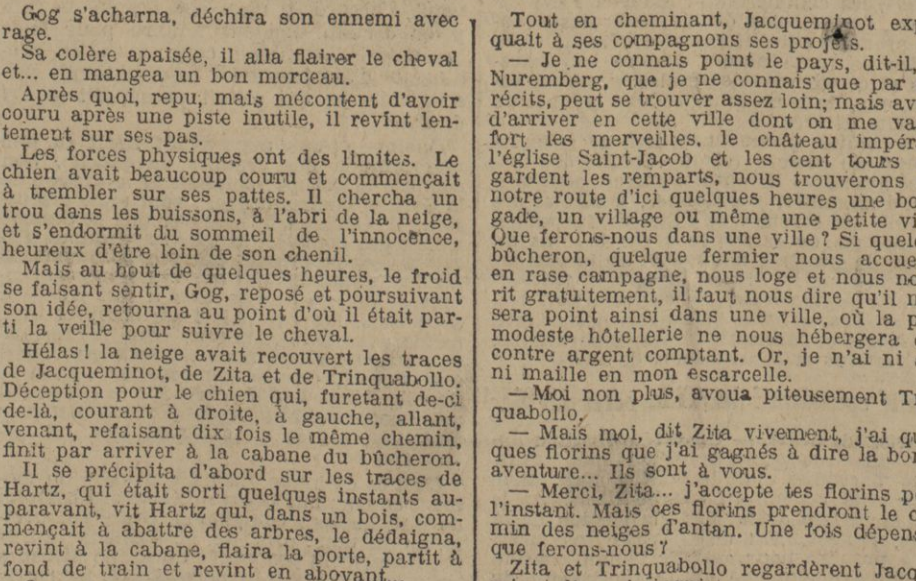 Gog s'acharna, déchira son ennemi avec
rage.
Sa colère apaisée, il alla flairer le cheval
et... en mangea un bon morceau.
Après quoi, repu, mais mécontent d'avoir
couru après une piste inutile, il revint len-
tement sur ses pas.
Les forces physiques ont des limites. Le
chien avait beaucoup couru et commençait
à trembler sur ses pattes. Il chercha un
trou dans les buissons, à l'abri de la neige,
et s'endormit du sommeil de l'innocence,
heureux d'être loin de son chenil.
Mais au bout de quelques heures, le froid
se faisant sentir, Gog, reposé et poursuivant
son idée, retourna au point d'où il était par-
ti la veille pour suivre le cheval.
Hélas! la neige avait recouvert les traces
de Jacqueminot, de Zita et de Trinquabollo.
Déception pour le chien qui, furetant de-ci
de-là, courant à droite, à gauche, allant,
venant, refaisant dix fois le même chemin,
finit par arriver à la cabane du bûcheron.
Il se précipita d'abord sur les traces de
Hartz, qui était sorti quelques instants au-
paravant, vit Hartz qui, dans un bois, com-
mençait à abattre des arbres, le dédaigna,
revint à la cabane, flaira la porte, partit à
fond de train et revint en aboyant
Tout en cheminant, Jacqueminot exp
quait à ses compagnons ses projets.
— Je ne connais point le pays, dit-il,
Nuremberg, que je ne connais que par
récits, peut se trouver assez loin; mais av
d'arriver en cette ville dont on me va
fort les merveilles, le château impér
l'église Saint-Jacob et les cent tours
gardent les remparts, nous trouverons
notre route d'ici quelques heures une bo
gade, un village ou même une petite vi
Que ferons-nous dans une ville? Si quel
bûcheron, quelque fermier nous accue
en rase campagne, nous loge et nous no
rit gratuitement, il faut nous dire qu'il n
sera point ainsi dans une ville, où la p
modeste hôtellerie ne nous hébergera
contre argent comptant. Or, je n'ai ni
ni maille en mon escarcelle.
— Moi non plus, avoua piteusement T
quabollo.
— Mais moi, dit Zita vivement, j'ai qu
ques florins que j'ai gagnés à dire la bon
aventure... Ils sont à vous.
— Merci, Zita... j'accepte tes florins p
l'instant. Mais ces florins prendront le c
min des neiges d'antan. Une fois dépen
que ferons-nous?
Zita et Trinquabollo regardèrent Jacq